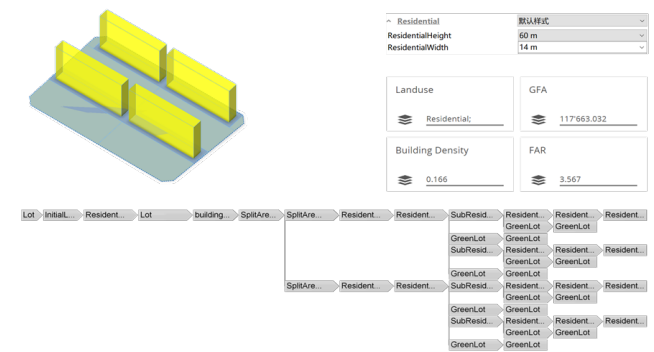 Residential 默认样式
ResidentialHeight 60 m
ResidentialWidth 14 m
Landuse GFA
Residential; 117'663.032
Building Density FAR
0.166 3.567
Lot InitialL... Resident... Lot building... SplitAre... SplitAre... Resident... Resident... SubResid... Resident... Resident... Resident...
GreenLot GreenLot
GreenLot GreenLot
SubResid... Resident... Resident... Resident...
GreenLot GreenLot
GreenLot GreenLot
SplitAre... Resident... Resident... SubResid... Resident... Resident... Resident...
GreenLot GreenLot
GreenLot GreenLot
SubResid... Resident... Resident... Resident...
GreenLot GreenLot
GreenLot GreenLot